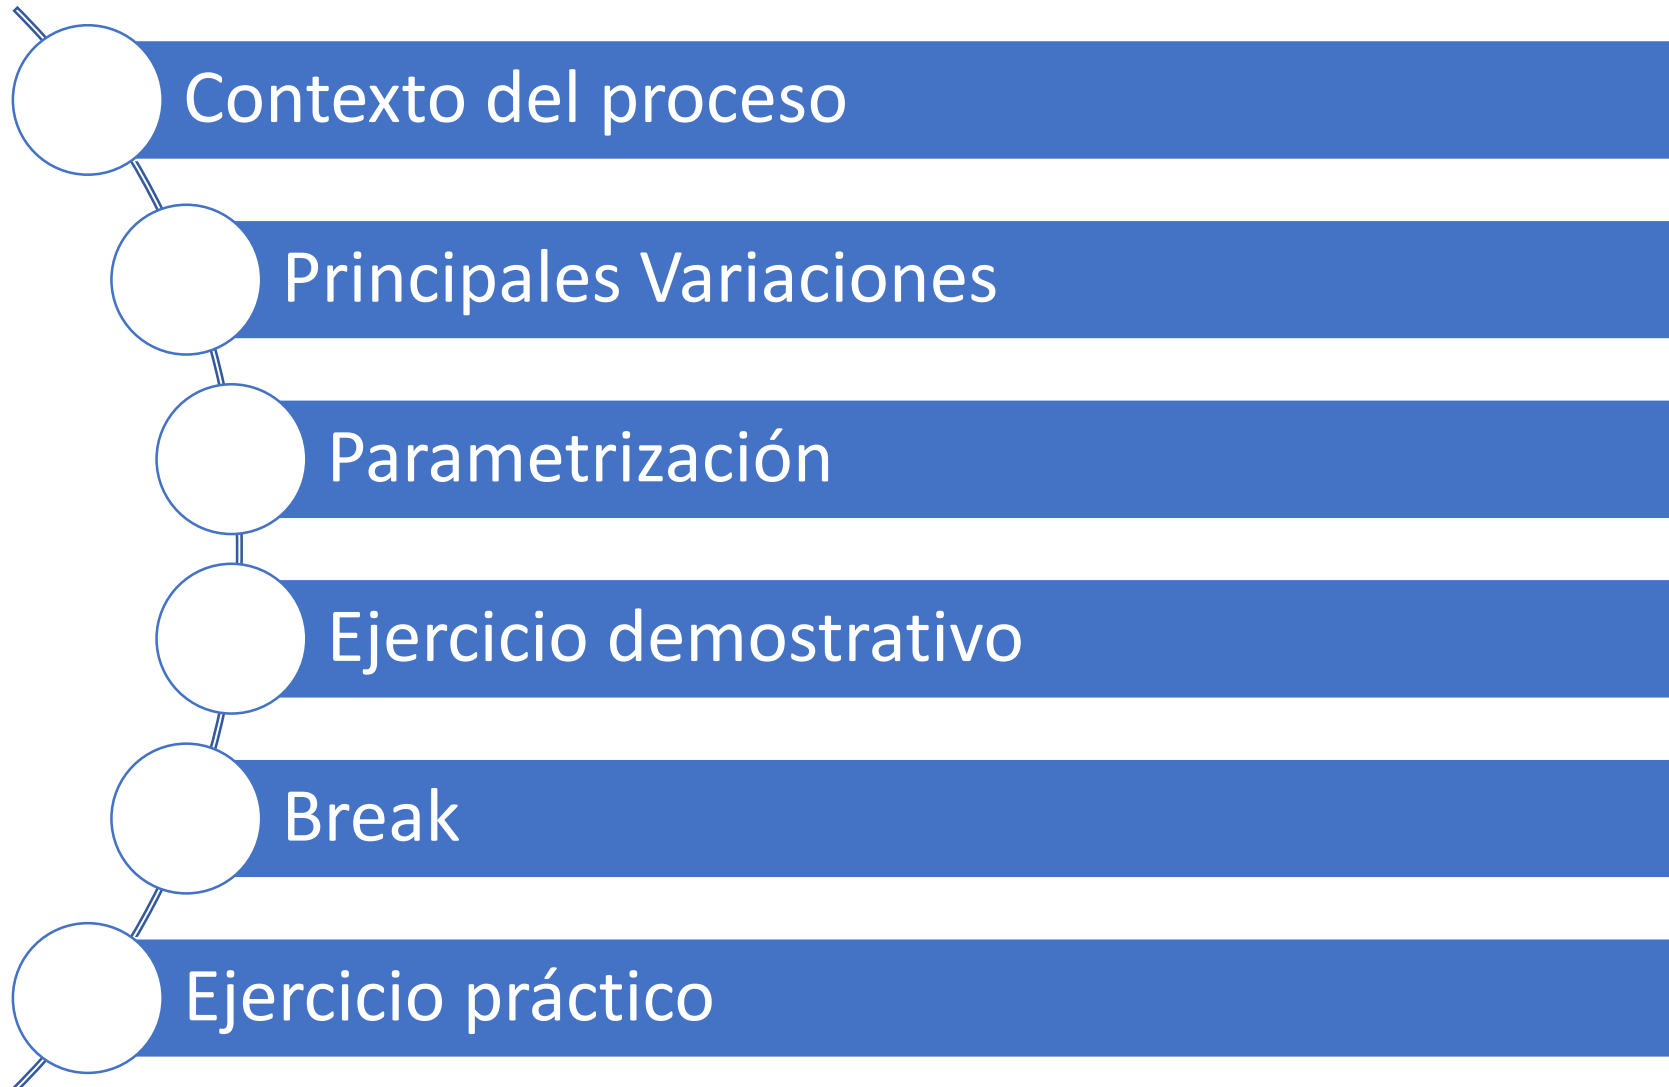 Contexto del proceso
Principales Variaciones
Parametrización
Ejercicio demostrativo
Break
Ejercicio práctico